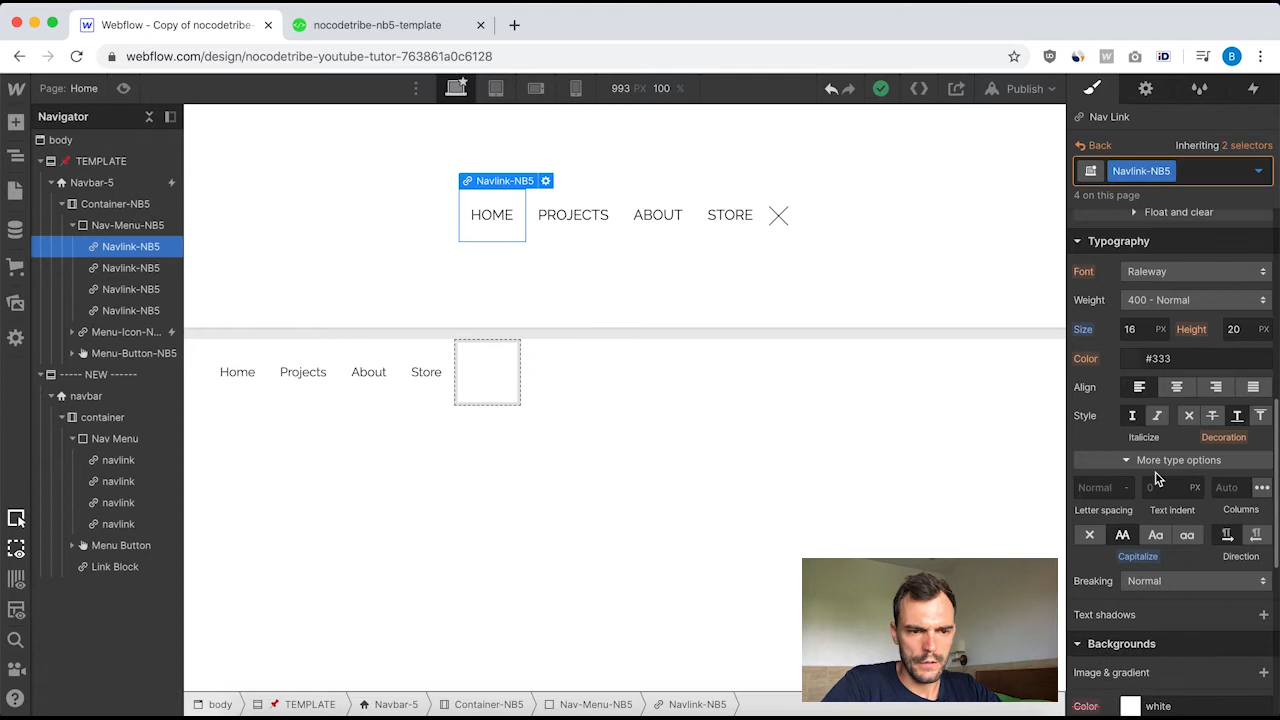 Webflow - Copy of nocodetribe-
nocodetribe-nb5-template
webflow.com/design/nocodetribe-youtube-tutor-763861a0c6128
Page: Home
993 PX 100 %
Publish
Navigator
body
TEMPLATE
Navbar-5
Container-NB5
Nav-Menu-NB5
Navlink-NB5
Navlink-NB5
Navlink-NB5
Navlink-NB5
Menu-Icon-N...
Menu-Button-NB5
----- NEW ------
navbar
container
Nav Menu
navlink
navlink
navlink
navlink
Menu Button
Link Block
Navlink-NB5
HOME PROJECTS ABOUT STORE
Home Projects About Store
Nav Link
Back Inheriting 2 selectors
Navlink-NB5
4 on this page
Float and clear
Typography
Font Raleway
Weight 400 - Normal
Size 16 PX Height 20 PX
Color #333
Align
Style
Italicize Decoration
More type options
Normal - 0 PX Auto
Letter spacing Text indent Columns
AA Aa aa
Capitalize Direction
Breaking Normal
Text shadows
Backgrounds
Image & gradient
Color white
body TEMPLATE Navbar-5 Container-NB5 Nav-Menu-NB5 Navlink-NB5